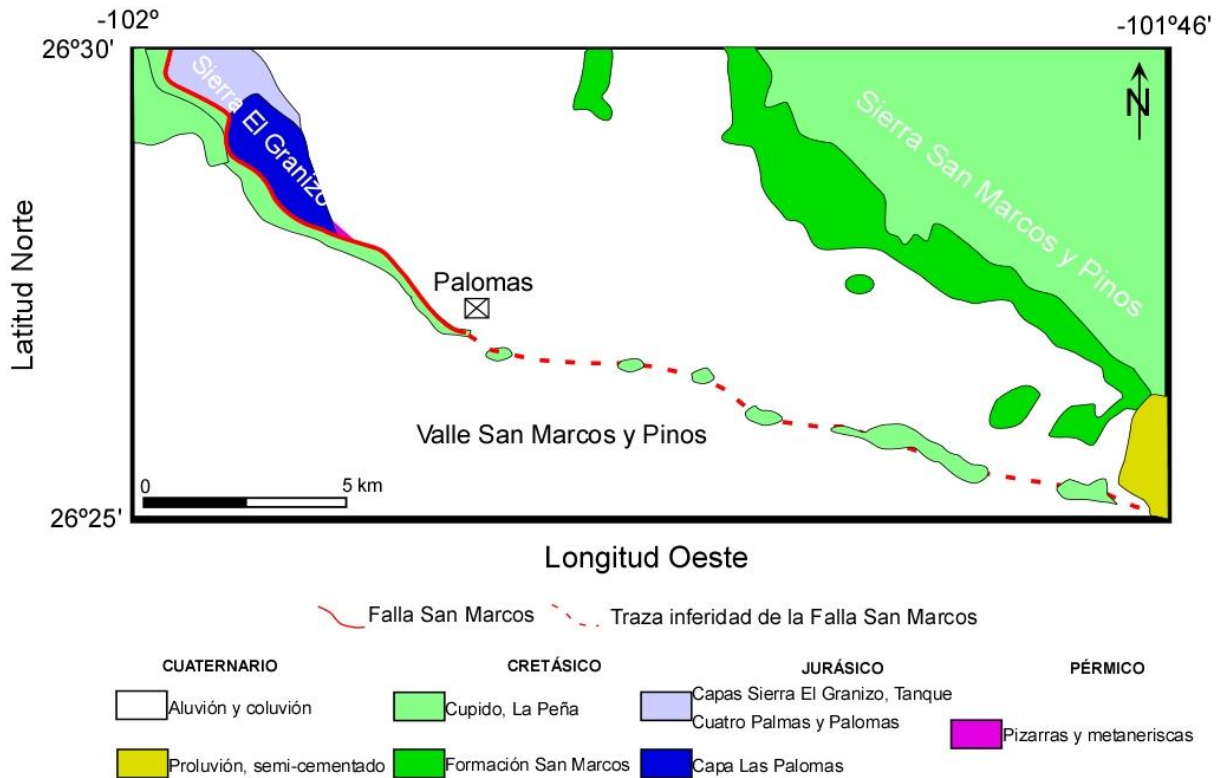 -102º
-101º46'
26º30'
N
Sierra El Granizo
Sierra San Marcos y Pinos
Latitud Norte
Palomas
Valle San Marcos y Pinos
0 5 km
26º25'
Longitud Oeste
Falla San Marcos
Traza inferidad de la Falla San Marcos
CUATERNARIO
CRETÁSICO
JURÁSICO
PÉRMICO
Aluvión y coluvión
Cupido, La Peña
Capas Sierra El Granizo, Tanque
Cuatro Palmas y Palomas
Pizarras y metaneriscas
Proluvión, semi-cementado
Formación San Marcos
Capa Las Palomas